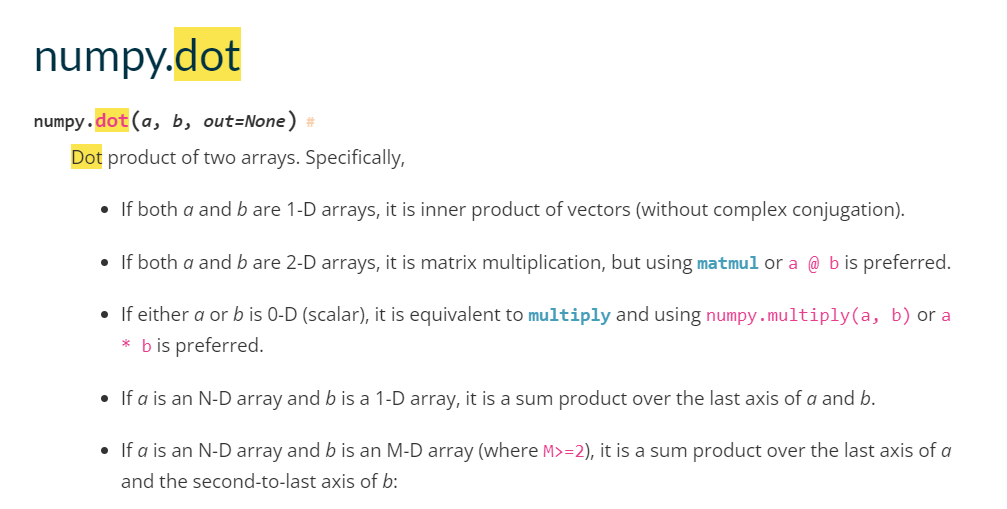 numpy.dot
numpy.dot(a, b, out=None) #
Dot product of two arrays. Specifically,
• If both a and b are 1-D arrays, it is inner product of vectors (without complex conjugation).
• If both a and b are 2-D arrays, it is matrix multiplication, but using matmul or a @ b is preferred.
• If either a or b is 0-D (scalar), it is equivalent to multiply and using numpy.multiply(a, b) or a
* b is preferred.
• If a is an N-D array and b is a 1-D array, it is a sum product over the last axis of a and b.
• If a is an N-D array and b is an M-D array (where M>=2), it is a sum product over the last axis of a
and the second-to-last axis of b: